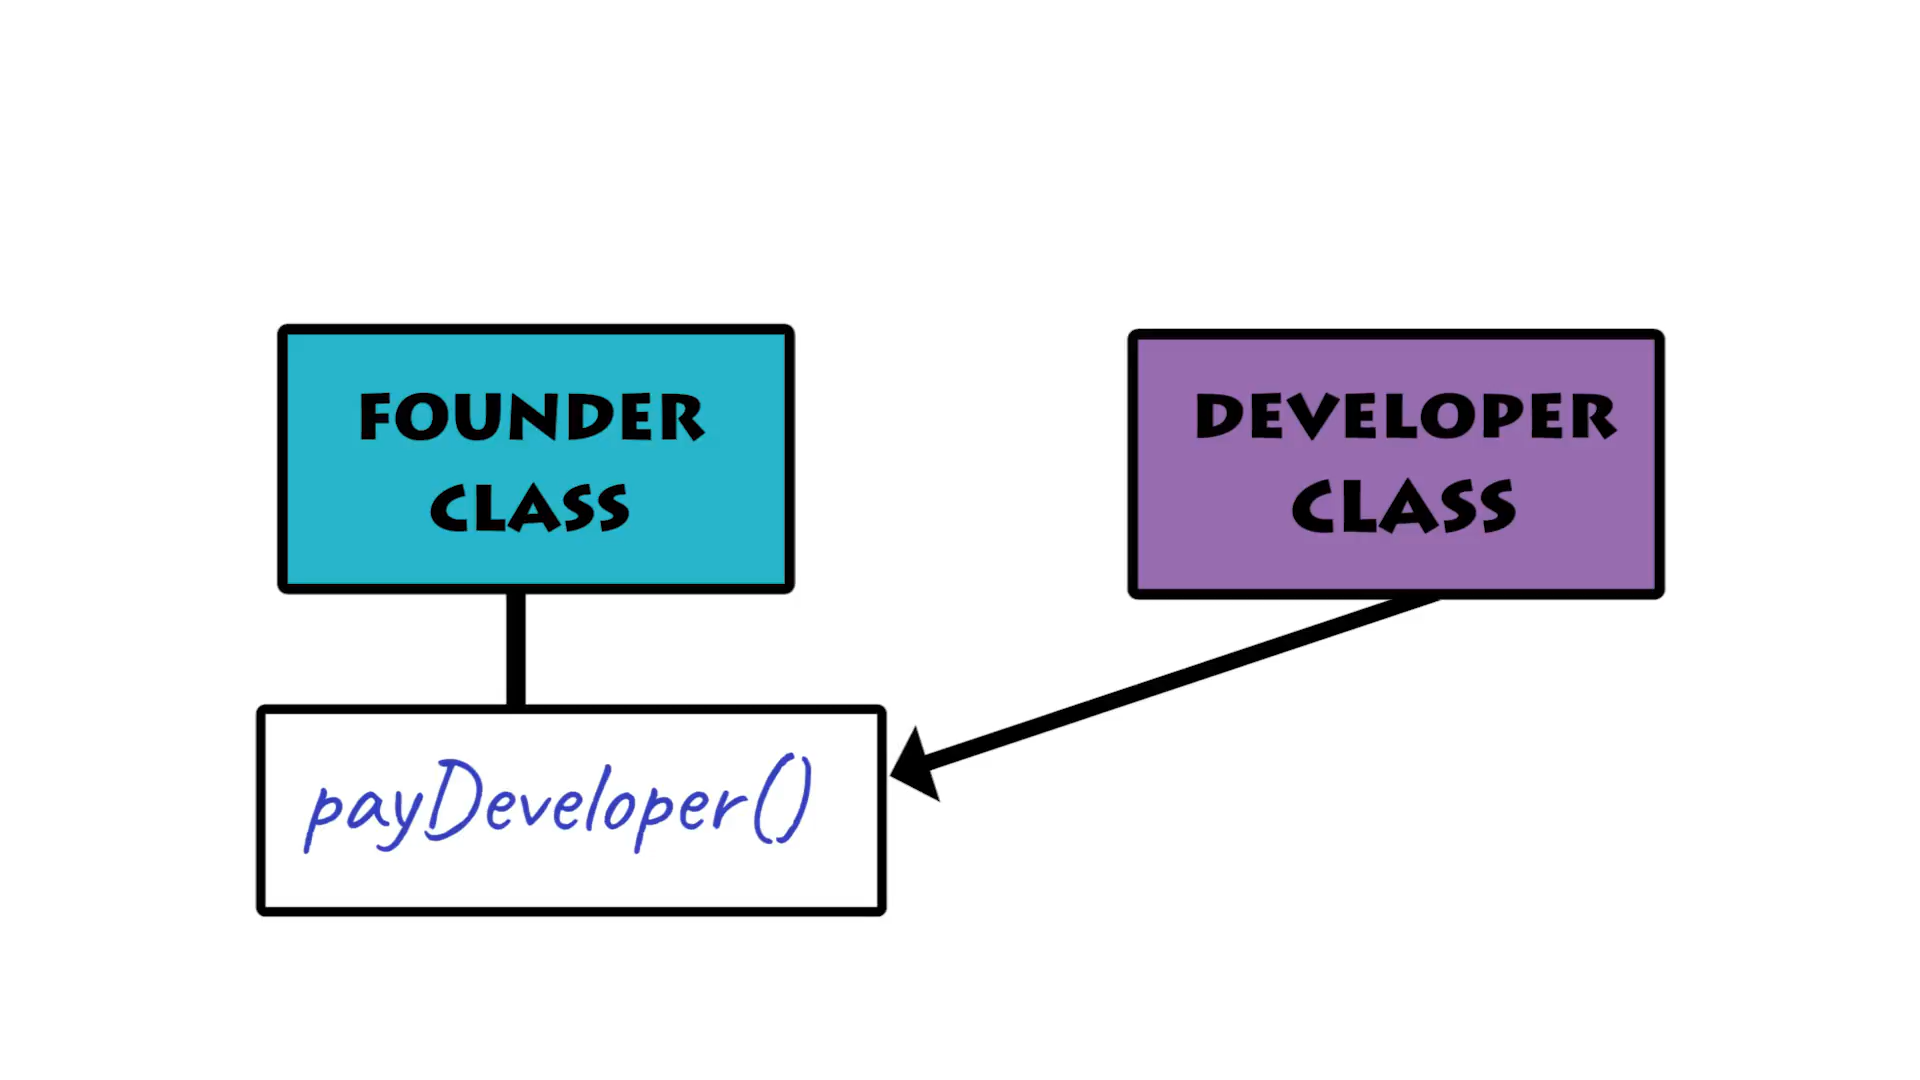 FOUNDER
CLASS
DEVELOPER
CLASS
payDeveloper()